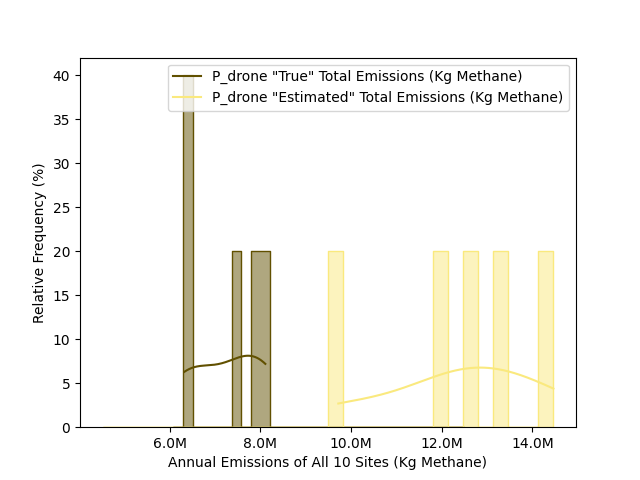 P_drone "True" Total Emissions (Kg Methane)
P_drone "Estimated" Total Emissions (Kg Methane)
40
35
30
25
20
15
10
5
0
Relative Frequency (%)
6.0M 8.0M 10.0M 12.0M 14.0M
Annual Emissions of All 10 Sites (Kg Methane)